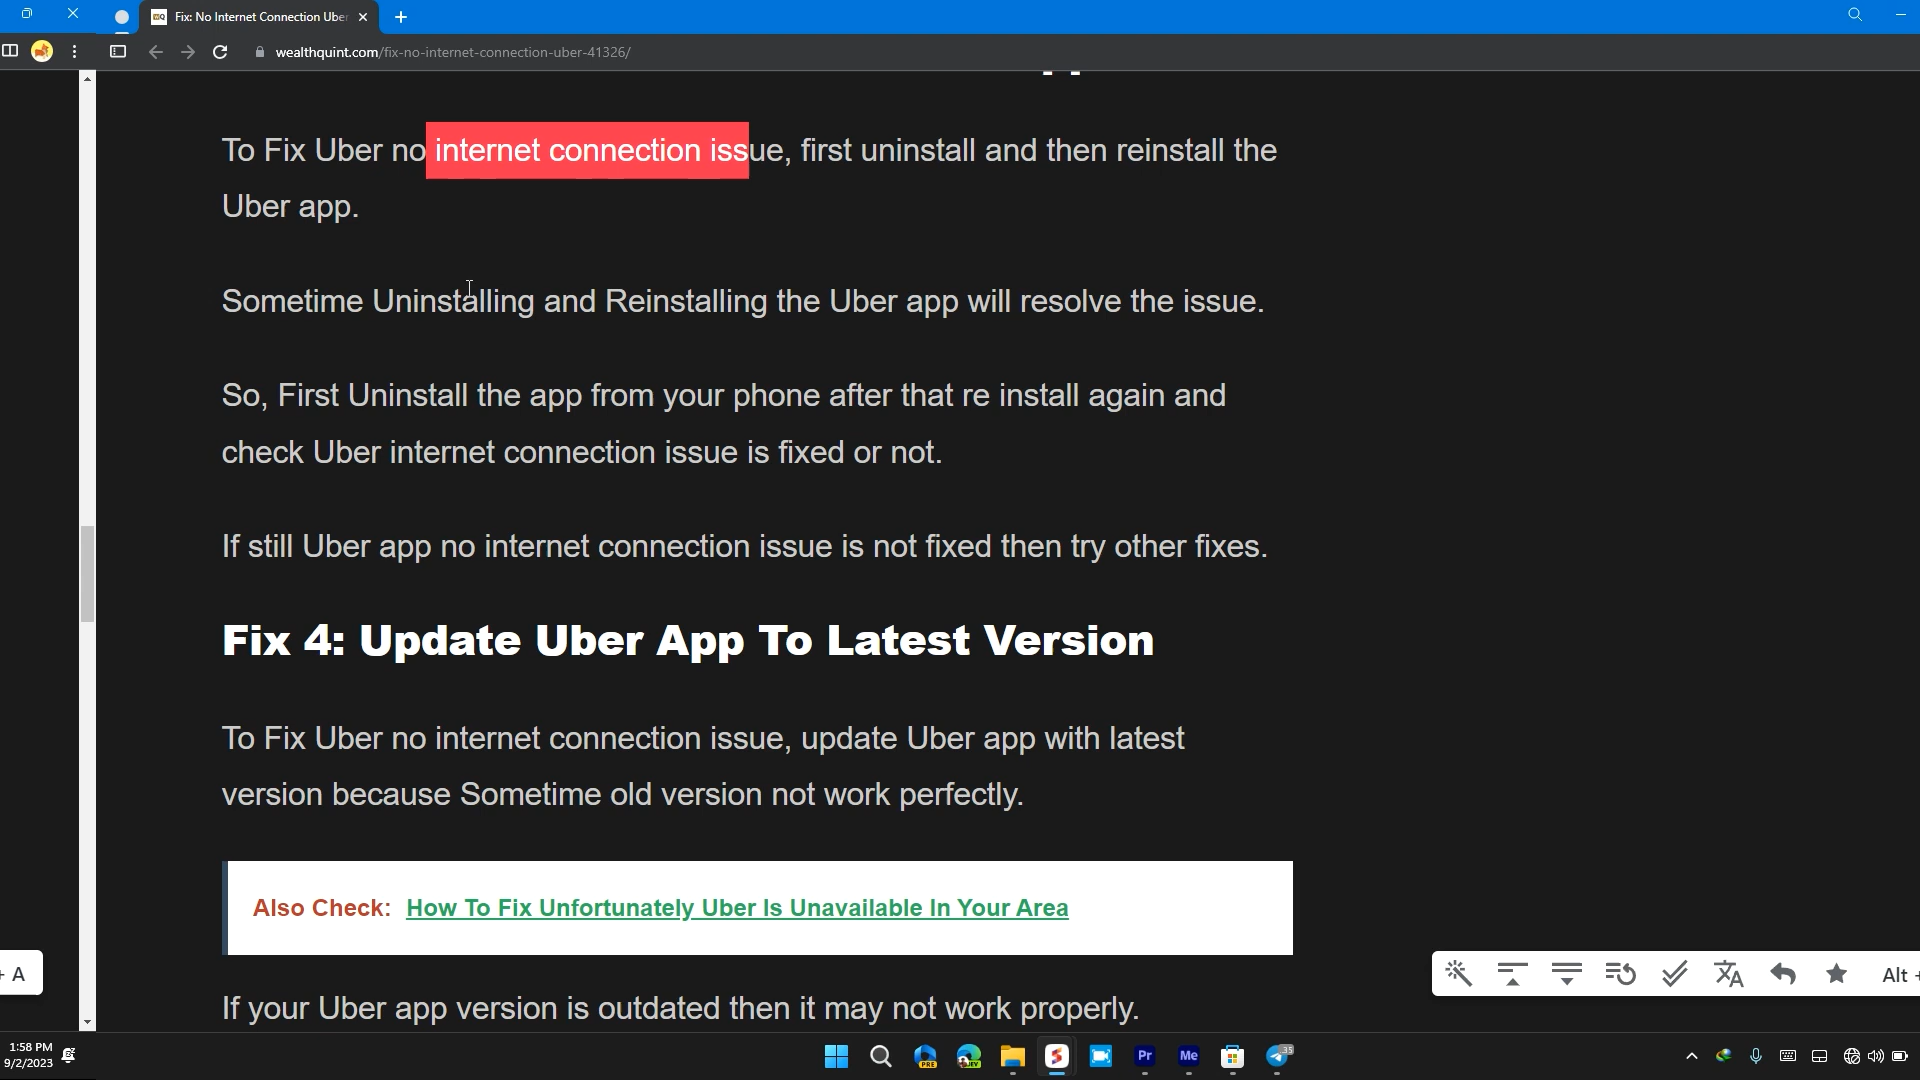 Fix: No Internet Connection Uber
wealthquint.com/fix-no-internet-connection-uber-41326/
To Fix Uber no internet connection issue, first uninstall and then reinstall the
Uber app.
Sometime Uninstalling and Reinstalling the Uber app will resolve the issue.
So, First Uninstall the app from your phone after that re install again and
check Uber internet connection issue is fixed or not.
If still Uber app no internet connection issue is not fixed then try other fixes.
Fix 4: Update Uber App To Latest Version
To Fix Uber no internet connection issue, update Uber app with latest
version because Sometime old version not work perfectly.
Also Check: How To Fix Unfortunately Uber Is Unavailable In Your Area
+ A
Alt +
If your Uber app version is outdated then it may not work properly.
1:58 PM
9/2/2023
PRE
DEV
Pr
Me
35